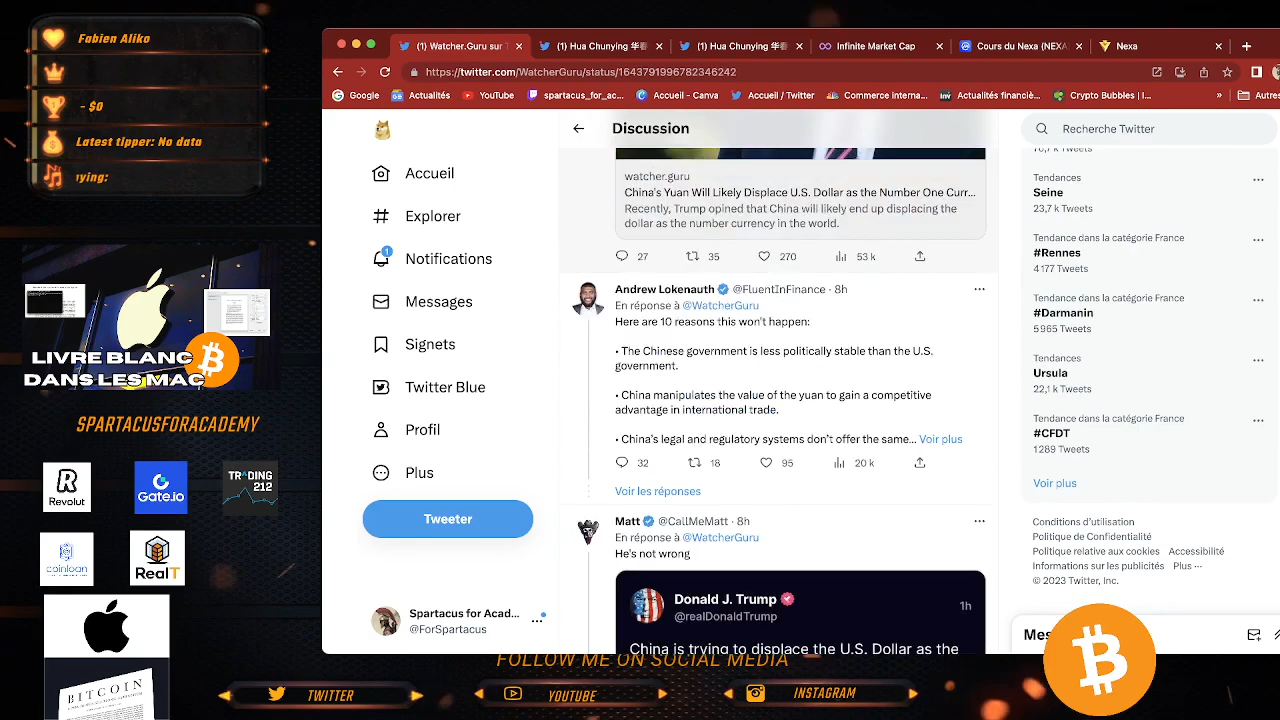 Fabien Aliko
- $0
Latest tipper: No data
ying:
LIVRE BLANC
DANS LES MAC
SPARTACUSFORACADEMY
Revolut
Gate.io
TRADING
212
coinloan
RealT
BITCOIN
(1) Watcher.Guru sur T
(1) Hua Chunying 华春
(1) Hua Chunying 华春
Infinite Market Cap
Cours du Nexa (NEXA
Nexa
https://twitter.com/WatcherGuru/status/1643791996782346242
Google
Actualités
YouTube
spartacus_for_ac...
Accueil - Canva
Accueil / Twitter
Commerce interna...
Actualités financiè...
Crypto Bubbles | I...
»
Autres
Accueil
Explorer
1
Notifications
Messages
Signets
Twitter Blue
Profil
Plus
Tweeter
Spartacus for Acad...
@ForSpartacus
Discussion
watcher.guru
China's Yuan Will Likely Displace U.S. Dollar as the Number One Curr...
Recently, Trump opined that China will likely end up displacing the
dollar as the number currency in the world.
27 35 270 53 k
Andrew Lokenauth @FluentInFinance · 8h
En réponse à @WatcherGuru
Here are 10 reasons this won't happen:
• The Chinese government is less politically stable than the U.S.
government.
• China manipulates the value of the yuan to gain a competitive
advantage in international trade.
• China's legal and regulatory systems don't offer the same... Voir plus
32 18 95 20 k
Voir les réponses
Matt @CallMeMatt · 8h
En réponse à @WatcherGuru
He's not wrong
Donald J. Trump
1h
@realDonaldTrump
China is trying to displace the U.S. Dollar as the
Recherche Twitter
Tendances
Seine
23,7 k Tweets
Tendance dans la catégorie France
#Rennes
4 177 Tweets
Tendance dans la catégorie France
#Darmanin
5 965 Tweets
Tendances
Ursula
22,1 k Tweets
Tendance dans la catégorie France
#CFDT
1 289 Tweets
Voir plus
Conditions d'utilisation
Politique de Confidentialité
Politique relative aux cookies Accessibilité
Informations sur les publicités Plus ···
© 2023 Twitter, Inc.
Mes
FOLLOW ME ON SOCIAL MEDIA
TWITTER
YOUTUBE
INSTAGRAM